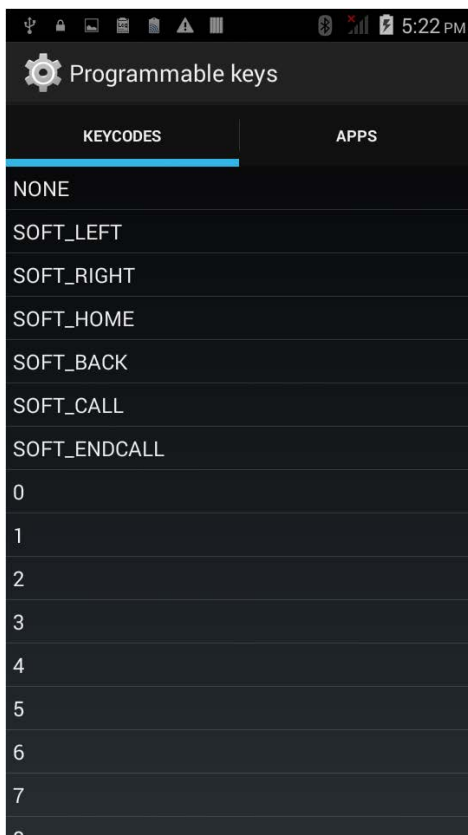 5:22 PM
Programmable keys
KEYCODES APPS
NONE
SOFT_LEFT
SOFT_RIGHT
SOFT_HOME
SOFT_BACK
SOFT_CALL
SOFT_ENDCALL
0
1
2
3
4
5
6
7